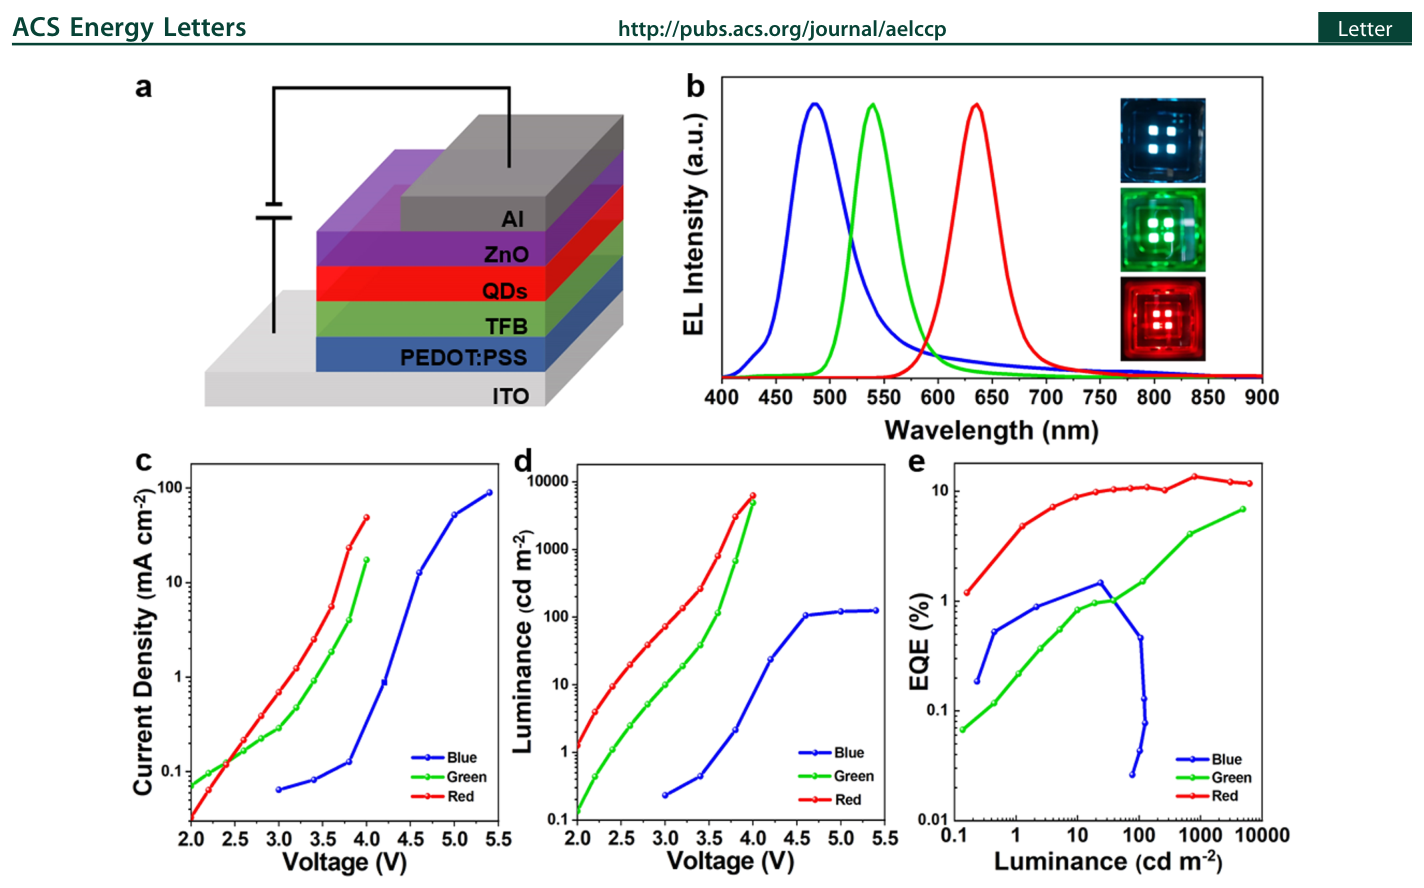 ACS Energy Letters http://pubs.acs.org/journal/aelccp Letter
a
Al
ZnO
QDs
TFB
PEDOT:PSS
ITO
b
EL Intensity (a.u.)
400 450 500 550 600 650 700 750 800 850 900
Wavelength (nm)
c
Current Density (mA cm-2)
100
10
1
0.1
Blue
Green
Red
2.0 2.5 3.0 3.5 4.0 4.5 5.0 5.5
Voltage (V)
d
Luminance (cd m-2)
10000
1000
100
10
1
0.1
Blue
Green
Red
2.0 2.5 3.0 3.5 4.0 4.5 5.0 5.5
Voltage (V)
e
EQE (%)
10
1
0.1
0.01
Blue
Green
Red
0.1 1 10 100 1000 10000
Luminance (cd m-2)